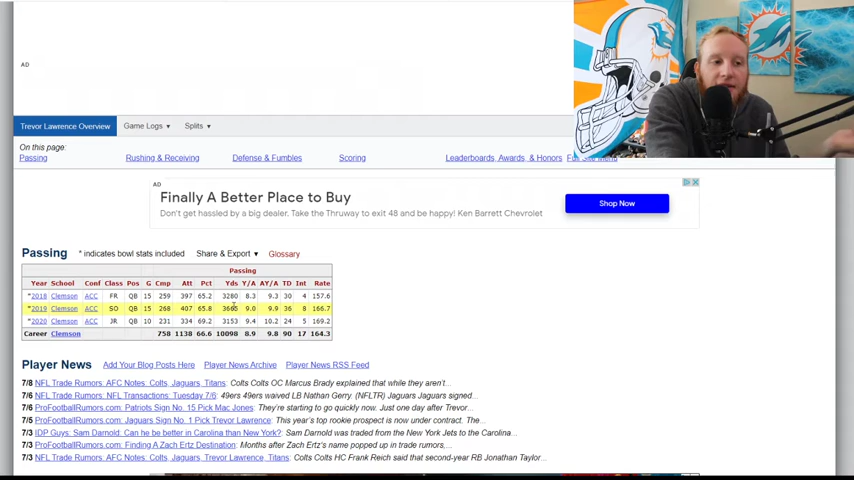 AD
Trevor Lawrence Overview Game Logs ▼ Splits ▼
On this page:
Passing Rushing & Receiving Defense & Fumbles Scoring Leaderboards, Awards, & Honors
AD
Finally A Better Place to Buy
Don't get hassled by a big dealer. Take the Thruway to exit 48 and be happy! Ken Barrett Chevrolet
Shop Now
Passing * indicates bowl stats included Share & Export ▼ Glossary
Passing
Year School Conf Class Pos G Cmp Att Pct Yds Y/A AY/A TD Int Rate
*2018 Clemson ACC FR QB 15 259 397 65.2 3280 8.3 9.3 30 4 157.6
*2019 Clemson ACC SO QB 15 268 407 65.8 3665 9.0 9.9 36 8 166.7
*2020 Clemson ACC JR QB 10 231 334 69.2 3153 9.4 10.2 24 5 169.2
Career Clemson 758 1138 66.6 10098 8.9 9.8 90 17 164.3
Player News Add Your Blog Posts Here Player News Archive Player News RSS Feed
7/8 NFL Trade Rumors: AFC Notes: Colts, Jaguars, Titans Colts Colts OC Marcus Brady explained that while they aren't...
7/6 NFL Trade Rumors: NFL Transactions: Tuesday 7/6 49ers 49ers waived LB Nathan Gerry. (NFLTR) Jaguars Jaguars signed...
7/6 ProFootballRumors.com: Patriots Sign No. 15 Pick Mac Jones They're starting to go quickly now. Just one day after Trevor...
7/5 ProFootballRumors.com: Jaguars Sign No. 1 Pick Trevor Lawrence This year's top rookie prospect is now under contract. The...
7/3 IDP Guys: Sam Darnold: Can he be better in Carolina than New York? Sam Darnold was traded from the New York Jets to the Carolina...
7/3 ProFootballRumors.com: Finding A Zach Ertz Destination Months after Zach Ertz's name popped up in trade rumors,...
7/3 NFL Trade Rumors: AFC Notes: Colts, Jaguars, Trevor Lawrence, Titans Colts Colts HC Frank Reich said that second-year RB Jonathan Taylor...